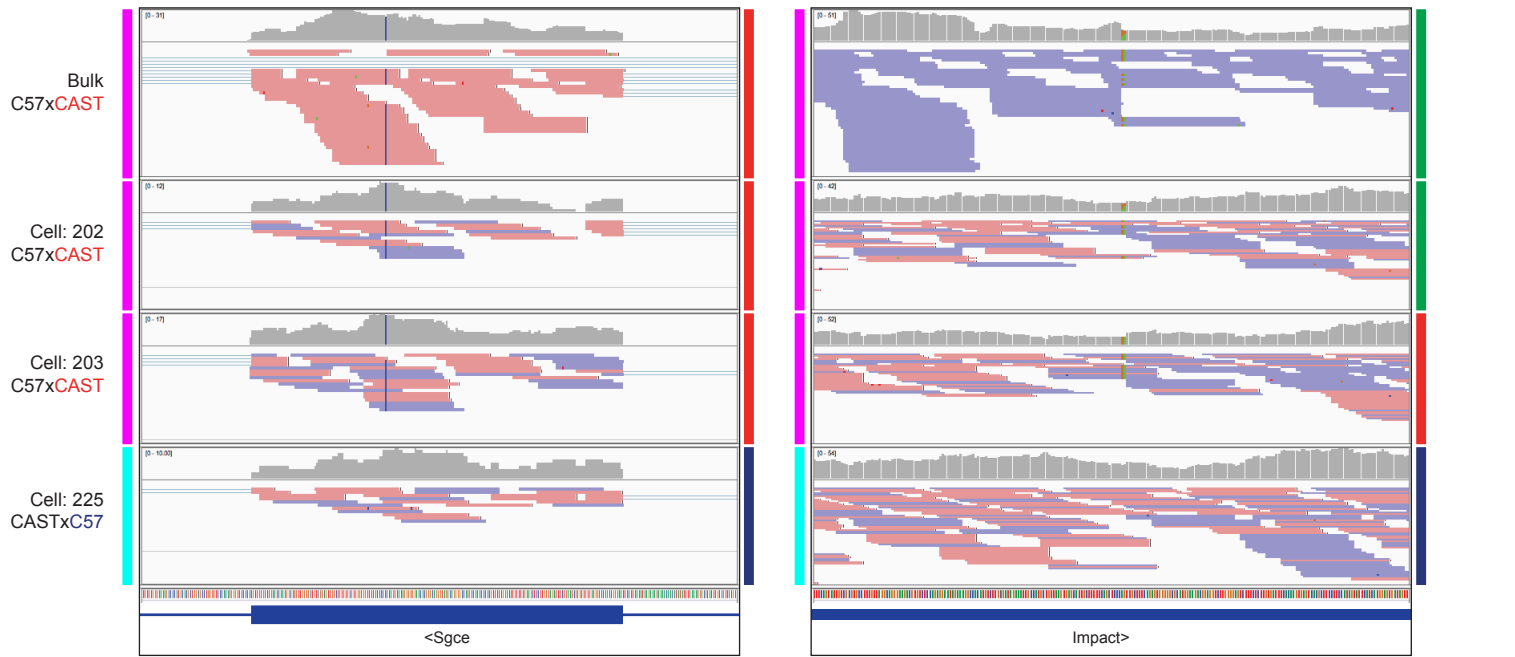 [0 - 31]
[0 - 51]
Bulk
C57xCAST
[0 - 12]
[0 - 42]
Cell: 202
C57xCAST
[0 - 17]
[0 - 52]
Cell: 203
C57xCAST
[0 - 10.00]
[0 - 54]
Cell: 225
CASTxC57
<Sgce
Impact>